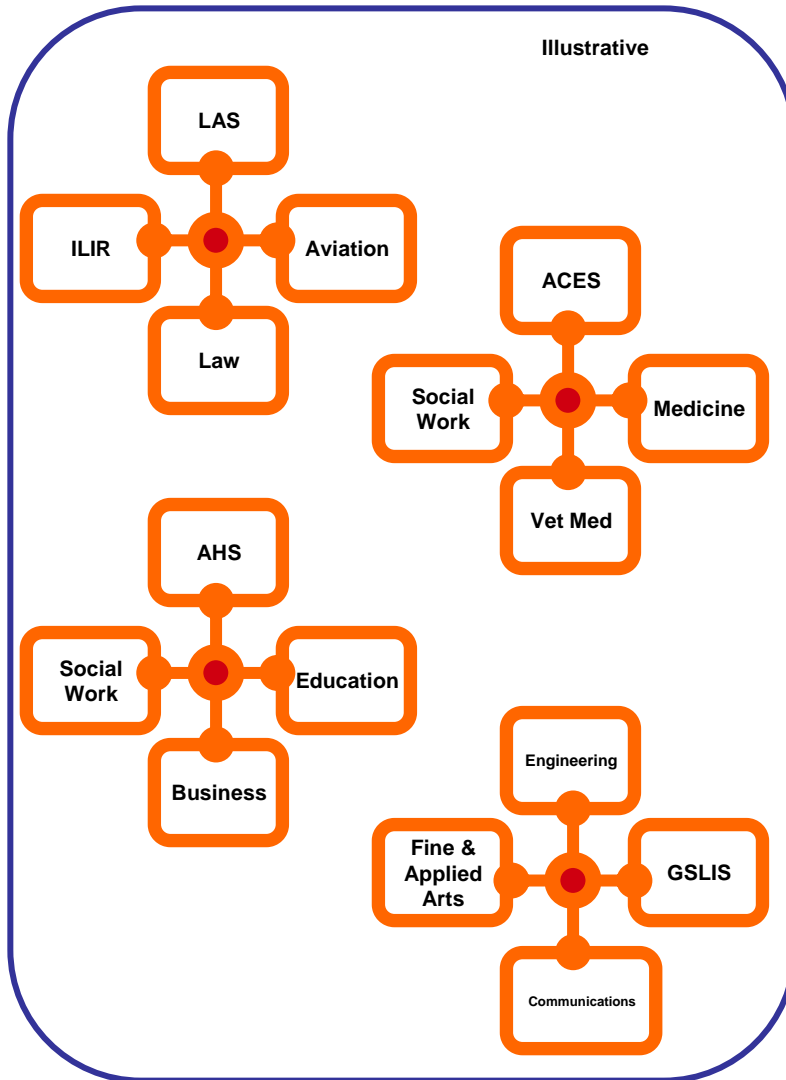 Illustrative
LAS
ILIR
Aviation
Law
ACES
Social
Work
Medicine
Vet Med
AHS
Social
Work
Education
Business
Engineering
Fine &
Applied
Arts
GSLIS
Communications